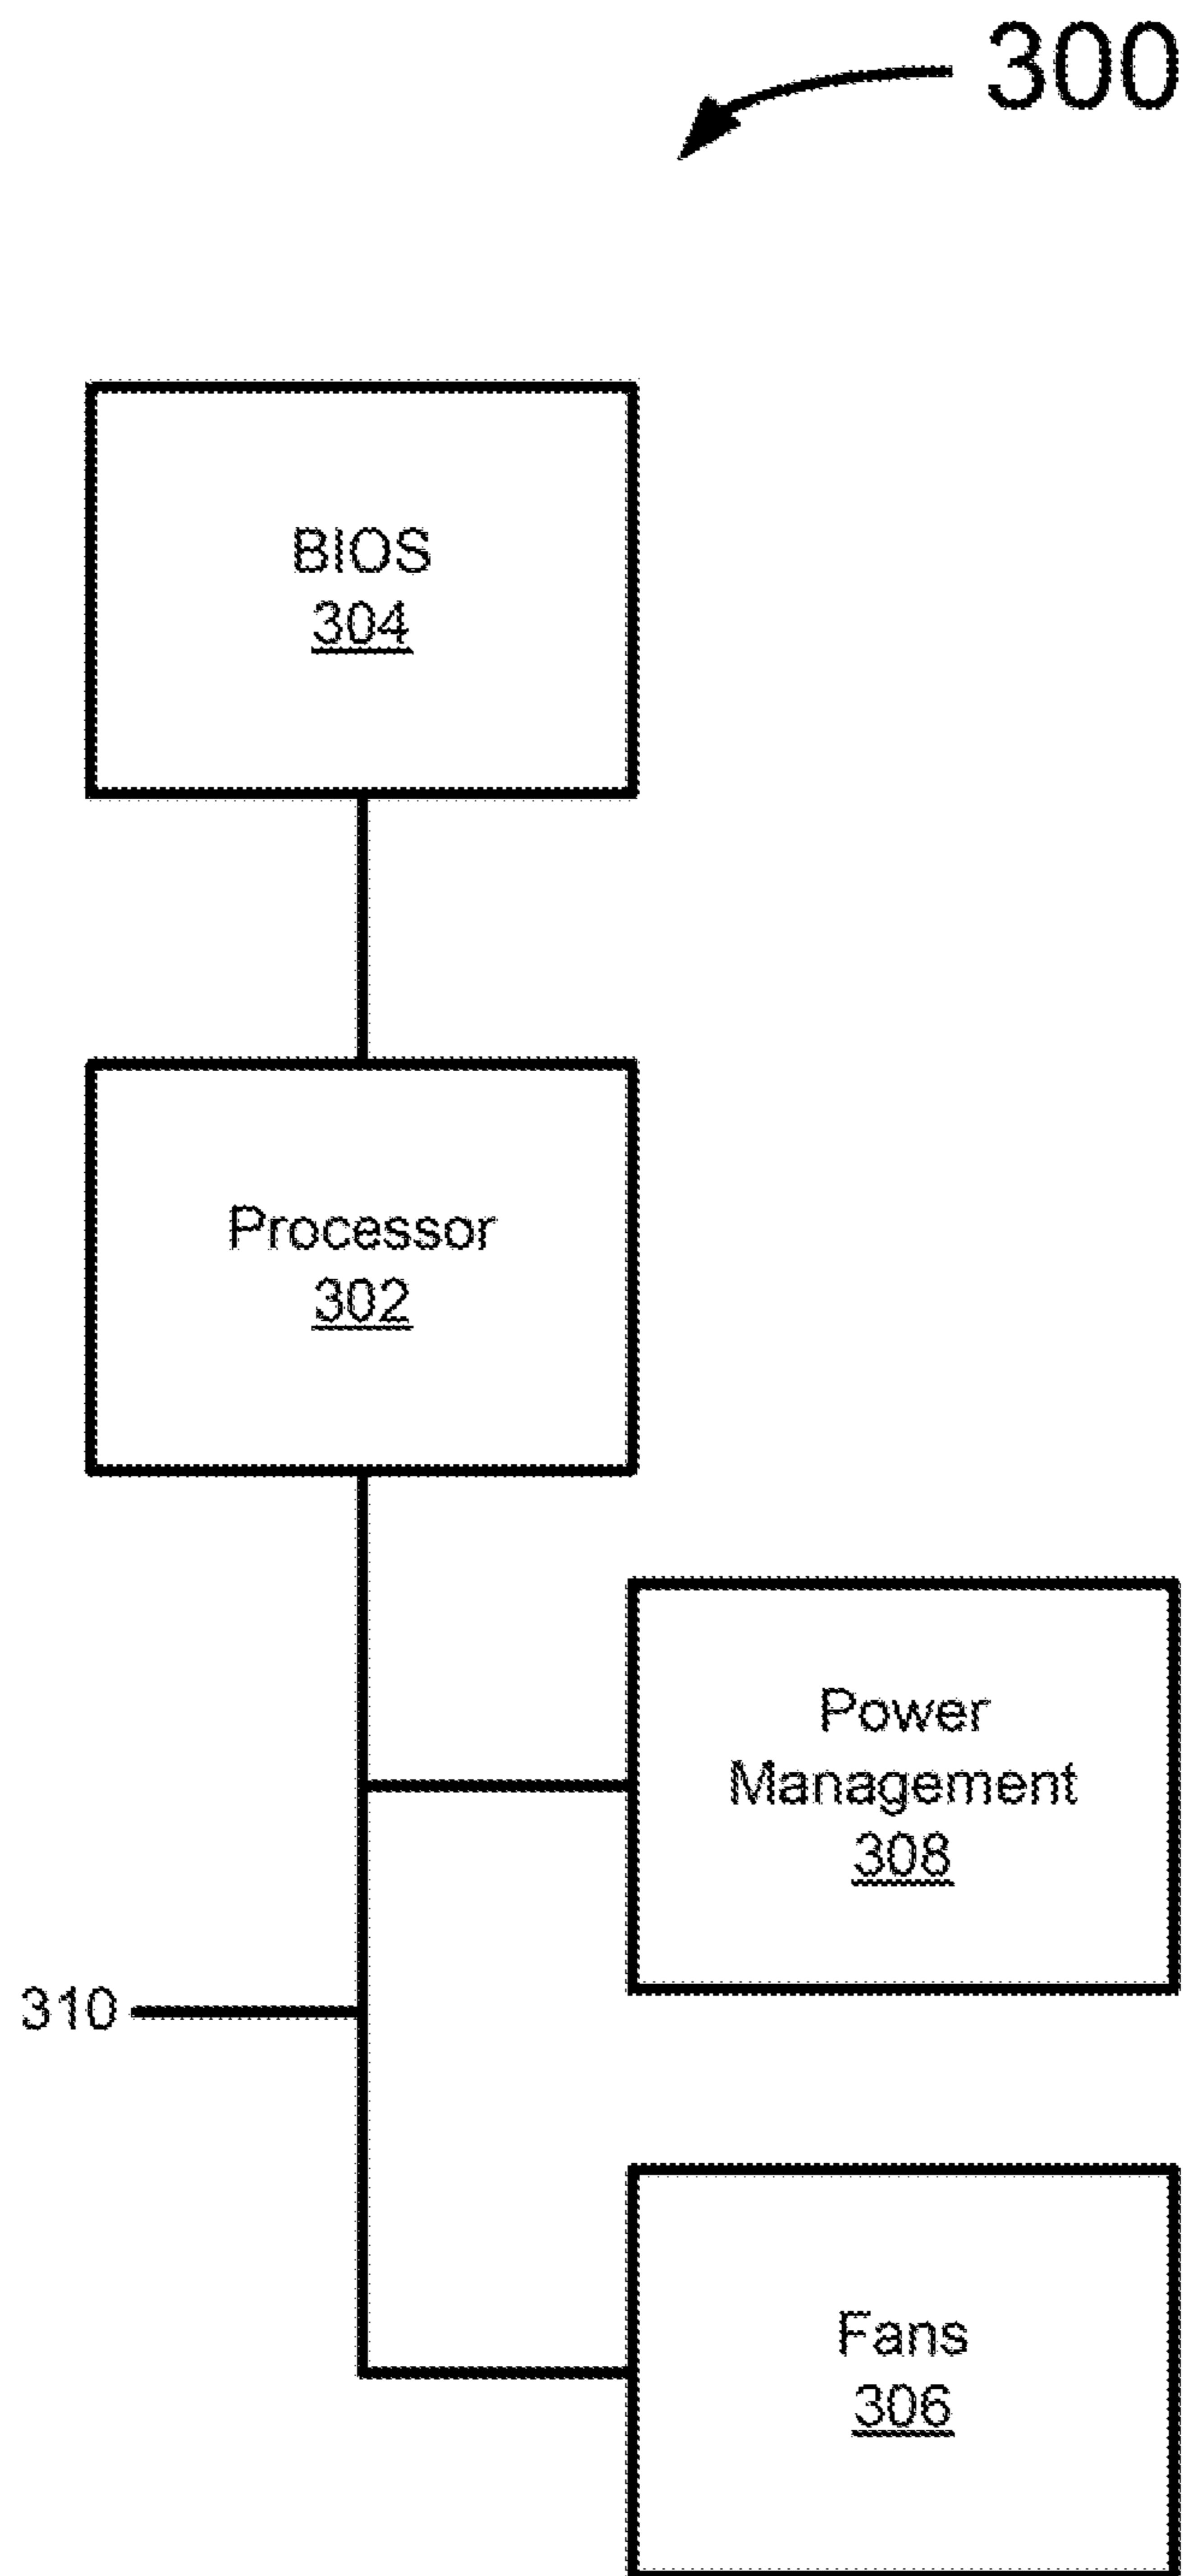 300
BIOS
304
Processor
302
Power
Management
308
310
Fans
306